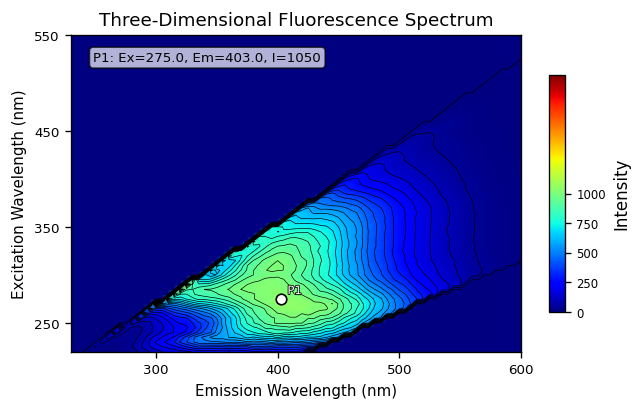 Three-Dimensional Fluorescence Spectrum
P1: Ex=275.0, Em=403.0, I=1050
P1
550
450
350
250
300
400
500
600
Excitation Wavelength (nm)
Emission Wavelength (nm)
1000
750
500
250
0
Intensity